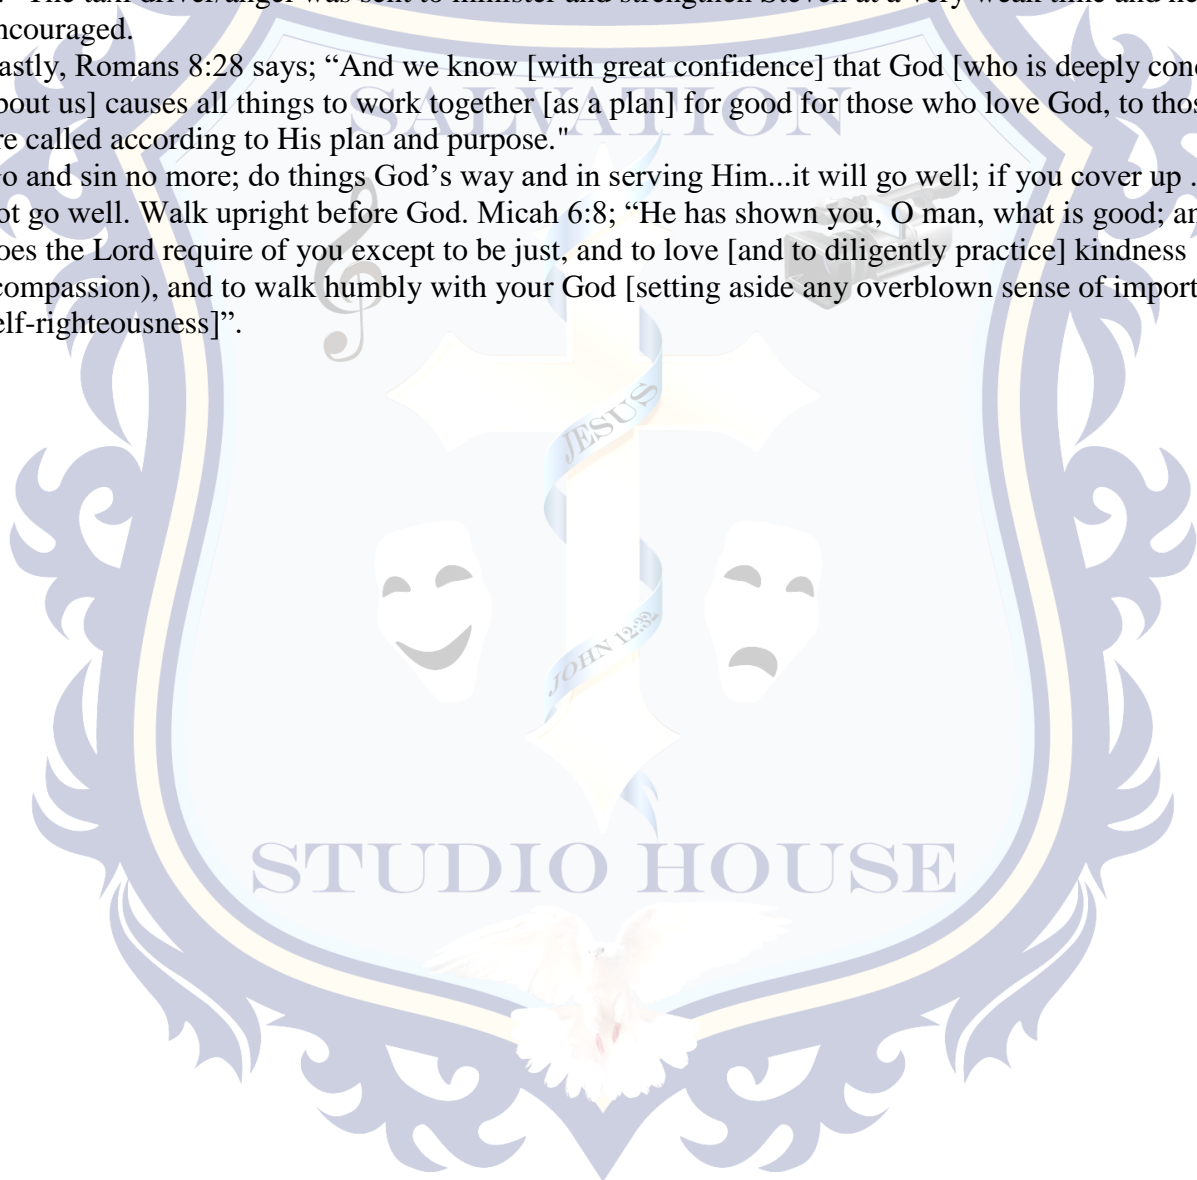 The taxi driver/anger was sent to minister and strengthen Steven at a very weak time and he
ncouraged.
astly, Romans 8:28 says; “And we know [with great confidence] that God [who is deeply conc
bout us] causes all things to work together [as a plan] for good for those who love God, to thos
re called according to His plan and purpose."
o and sin no more; do things God’s way and in serving Him...it will go well; if you cover up .
ot go well. Walk upright before God. Micah 6:8; “He has shown you, O man, what is good; an
oes the Lord require of you except to be just, and to love [and to diligently practice] kindness
compassion), and to walk humbly with your God [setting aside any overblown sense of import
elf-righteousness]”.
SALVATION
JESUS
JOHN 12:32
STUDIO HOUSE